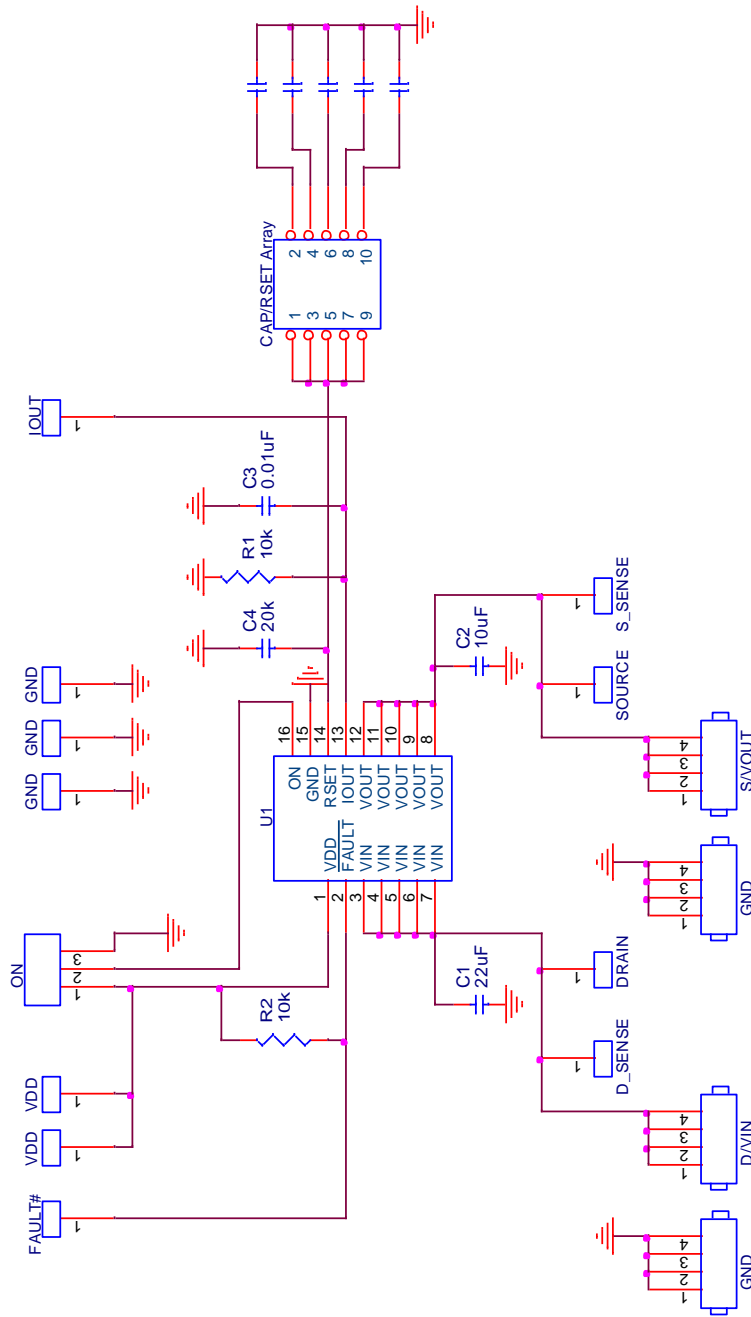 CAP/RSET Array
1
3
5
7
9
2
4
6
8
10
IOUT
1
C3
0.01uF
R1
10k
C4
20k
GND
1
GND
1
GND
1
ON
1
2
3
VDD
1
VDD
1
FAULT#
1
R2
10k
U1
16
15
14
13
12
11
10
9
8
ON
GND
RSET
IOUT
VOUT
VOUT
VOUT
VOUT
VOUT
VDD
FAULT
VIN
VIN
VIN
VIN
VIN
1
2
3
4
5
6
7
C2
10uF
C1
22uF
S_SENSE
1
SOURCE
1
S/VOUT
1
2
3
4
GND
1
2
3
4
DRAIN
1
D_SENSE
1
D/VIN
1
2
3
4
GND
1
2
3
4